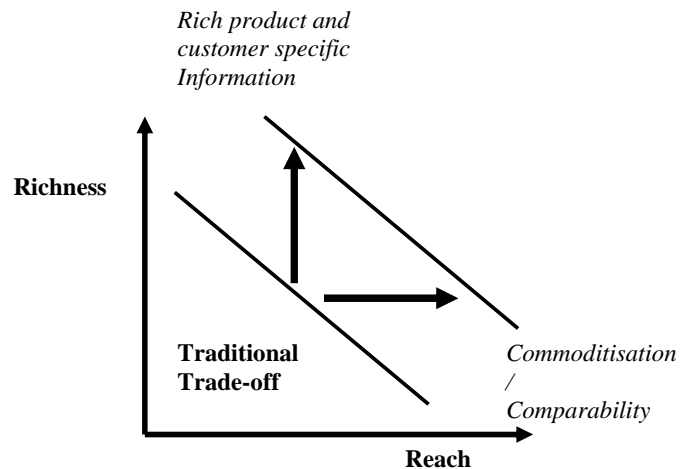 Rich product and
customer specific
Information
Richness
Traditional
Trade-off
Commoditisation
/
Comparability
Reach